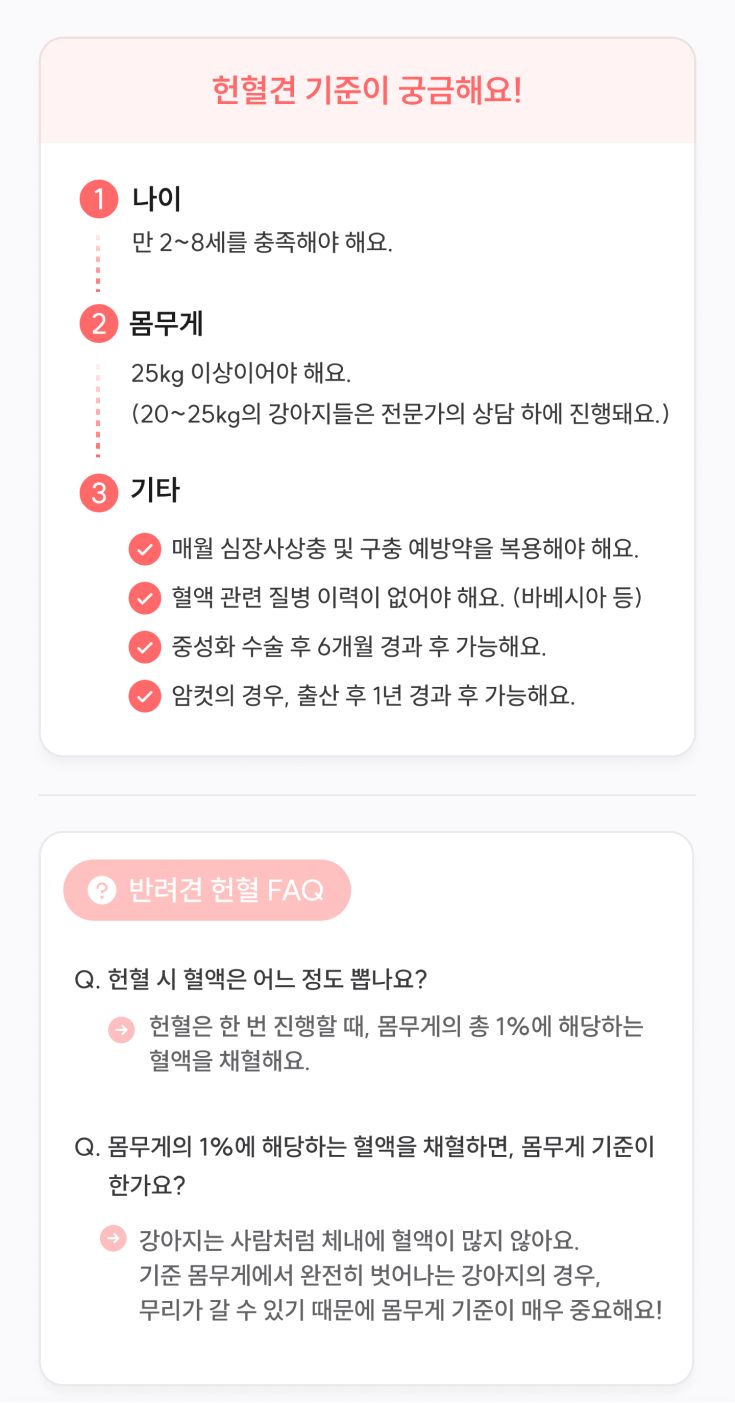 헌혈견 기준이 궁금해요!
1 나이
만 2~8세를 충족해야 해요.
2 몸무게
25kg 이상이어야 해요.
(20~25kg의 강아지들은 전문가의 상담 하에 진행돼요.)
3 기타
매월 심장사상충 및 구충 예방약을 복용해야 해요.
혈액 관련 질병 이력이 없어야 해요. (바베시아 등)
중성화 수술 후 6개월 경과 후 가능해요.
암컷의 경우, 출산 후 1년 경과 후 가능해요.
? 반려견 헌혈 FAQ
Q. 헌혈 시 혈액은 어느 정도 뽑나요?
헌혈은 한 번 진행할 때, 몸무게의 총 1%에 해당하는
혈액을 채혈해요.
Q. 몸무게의 1%에 해당하는 혈액을 채혈하면, 몸무게 기준이
한가요?
강아지는 사람처럼 체내에 혈액이 많지 않아요.
기준 몸무게에서 완전히 벗어나는 강아지의 경우,
무리가 갈 수 있기 때문에 몸무게 기준이 매우 중요해요!